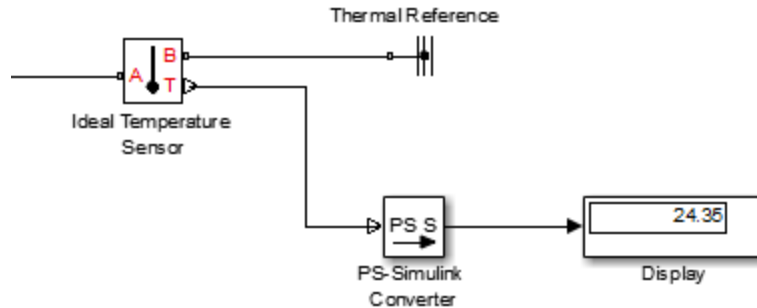 Thermal Reference
B
A
T
Ideal Temperature
Sensor
PS S
24.35
PS-Simulink
Converter
Display